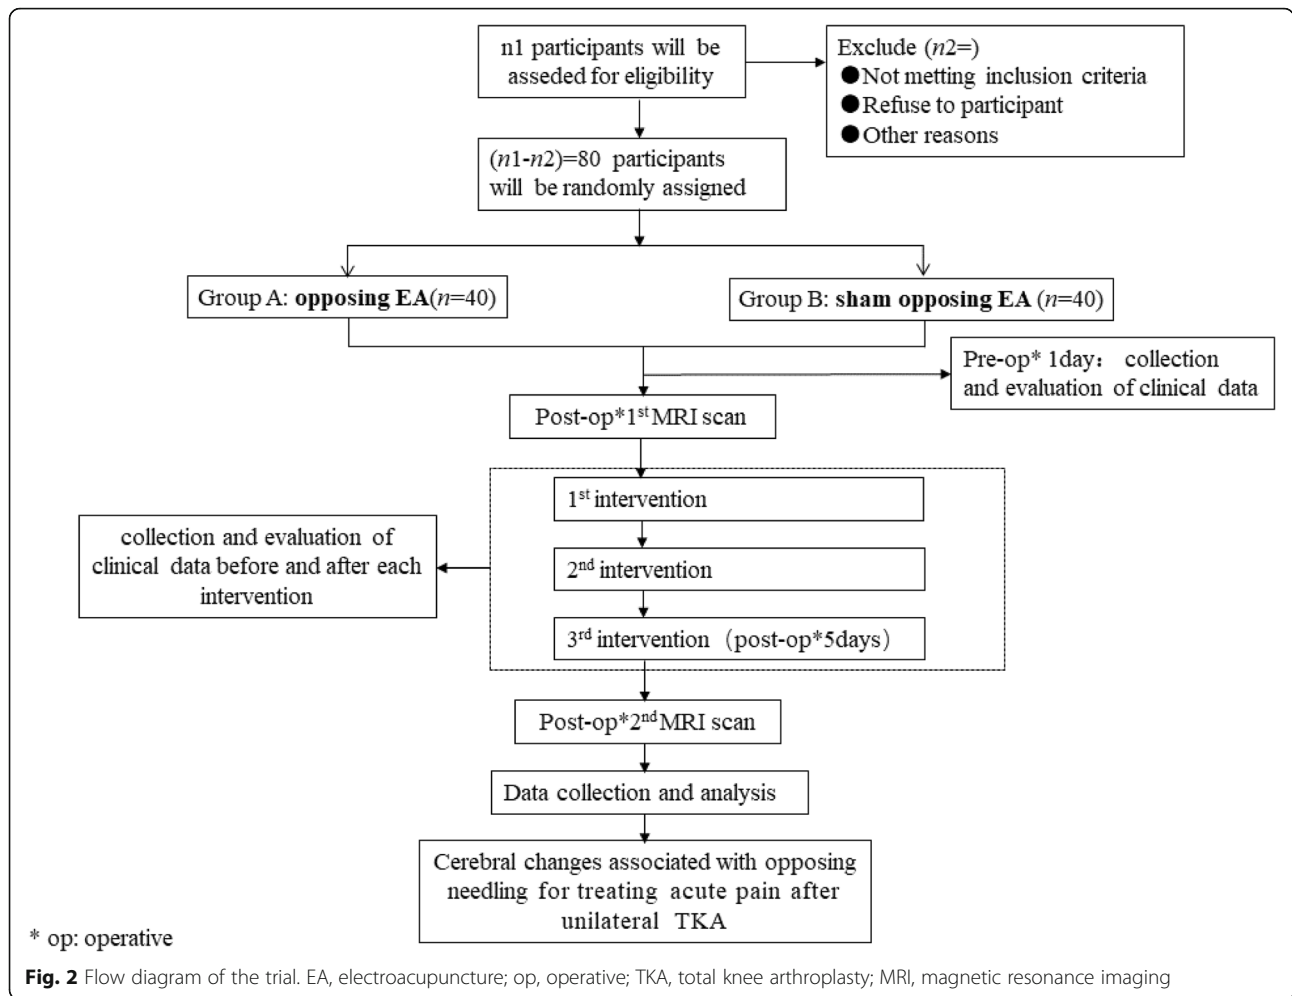 n1 participants will be
asseded for eligibility
Exclude (n2=)
●Not metting inclusion criteria
●Refuse to participant
●Other reasons
(n1-n2)=80 participants
will be randomly assigned
Group A: opposing EA(n=40)
Group B: sham opposing EA (n=40)
Pre-op* 1day： collection
and evaluation of clinical data
Post-op*1st MRI scan
1st intervention
2nd intervention
3rd intervention（post-op*5days）
collection and evaluation of
clinical data before and after each
intervention
Post-op*2nd MRI scan
Data collection and analysis
Cerebral changes associated with opposing
needling for treating acute pain after
unilateral TKA
* op: operative
Fig. 2 Flow diagram of the trial. EA, electroacupuncture; op, operative; TKA, total knee arthroplasty; MRI, magnetic resonance imaging